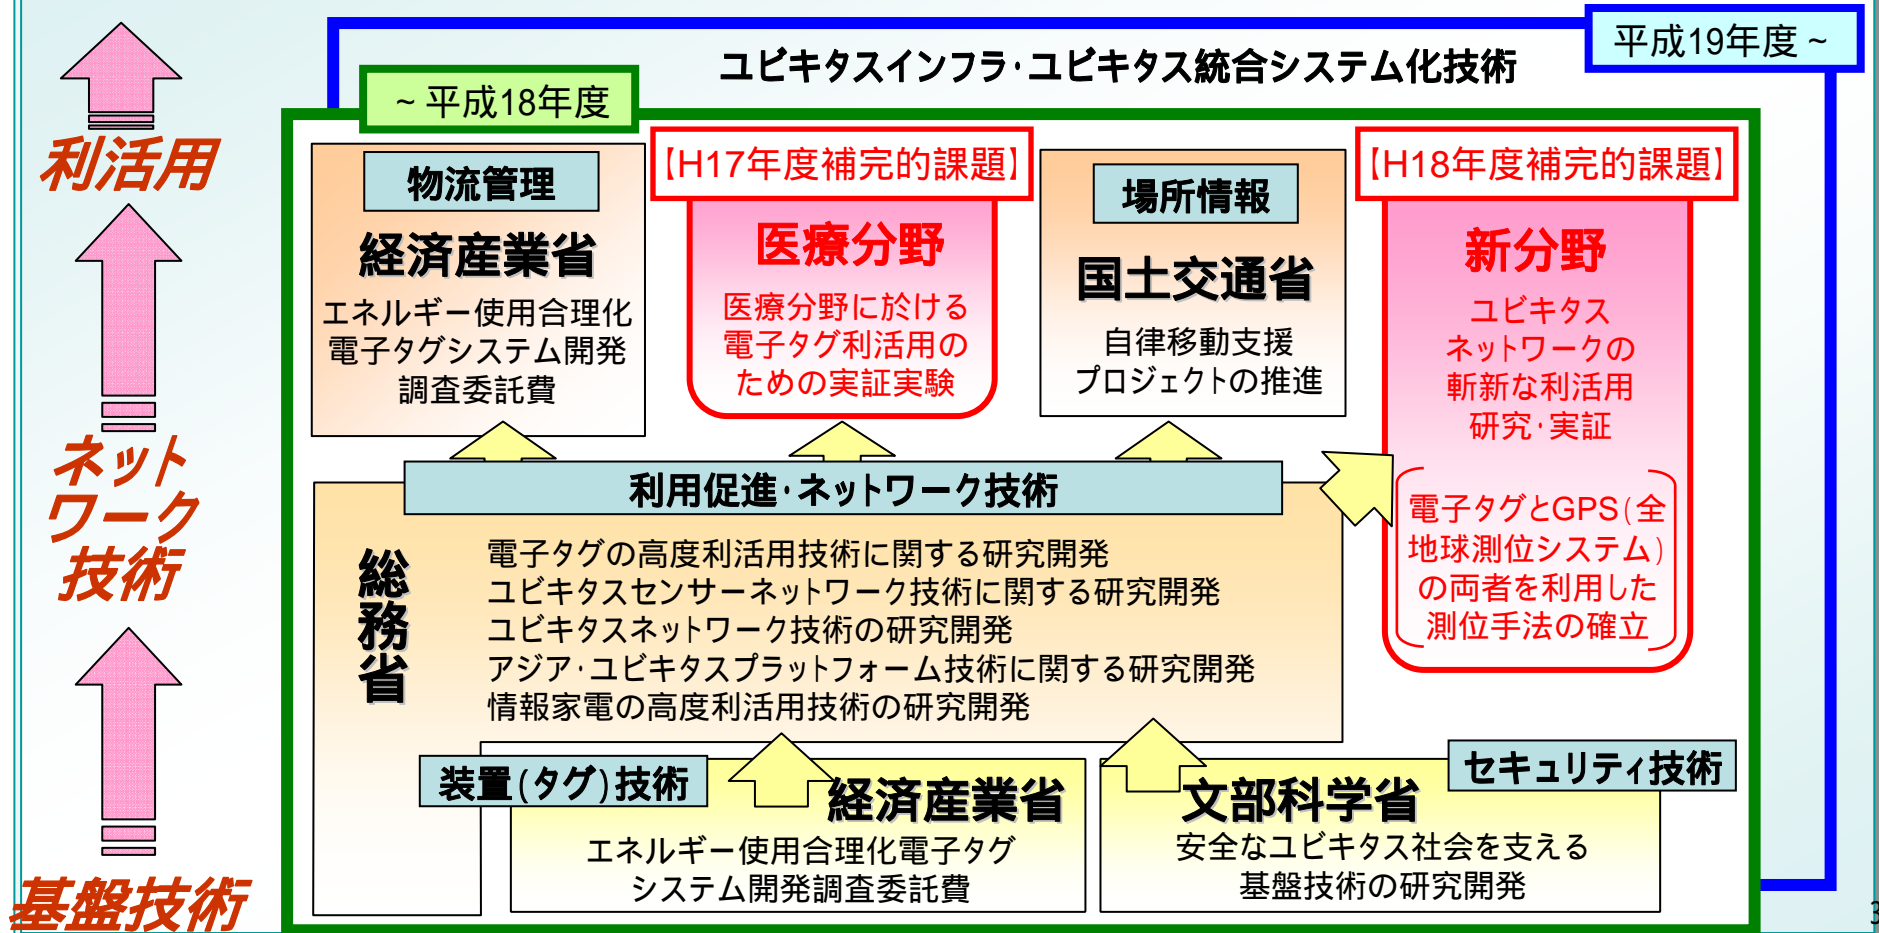 平成19年度～
ユビキタスインフラ･ユビキタス統合システム化技術
～平成18年度
利活用
ネット
ワーク
技術
基盤技術
物流管理
経済産業省
エネルギー使用合理化
電子タグシステム開発
調査委託費
【H17年度補完的課題】
医療分野
医療分野に於ける
電子タグ利活用の
ための実証実験
場所情報
国土交通省
自律移動支援
プロジェクトの推進
【H18年度補完的課題】
新分野
ユビキタス
ネットワークの
斬新な利活用
研究･実証
電子タグとGPS(全
地球測位システム)
の両者を利用した
測位手法の確立
利用促進･ネットワーク技術
総務省
電子タグの高度利活用技術に関する研究開発
ユビキタスセンサーネットワーク技術に関する研究開発
ユビキタスネットワーク技術の研究開発
アジア･ユビキタスプラットフォーム技術に関する研究開発
情報家電の高度利活用技術の研究開発
装置(タグ)技術
経済産業省
エネルギー使用合理化電子タグ
システム開発調査委託費
セキュリティ技術
文部科学省
安全なユビキタス社会を支える
基盤技術の研究開発
3